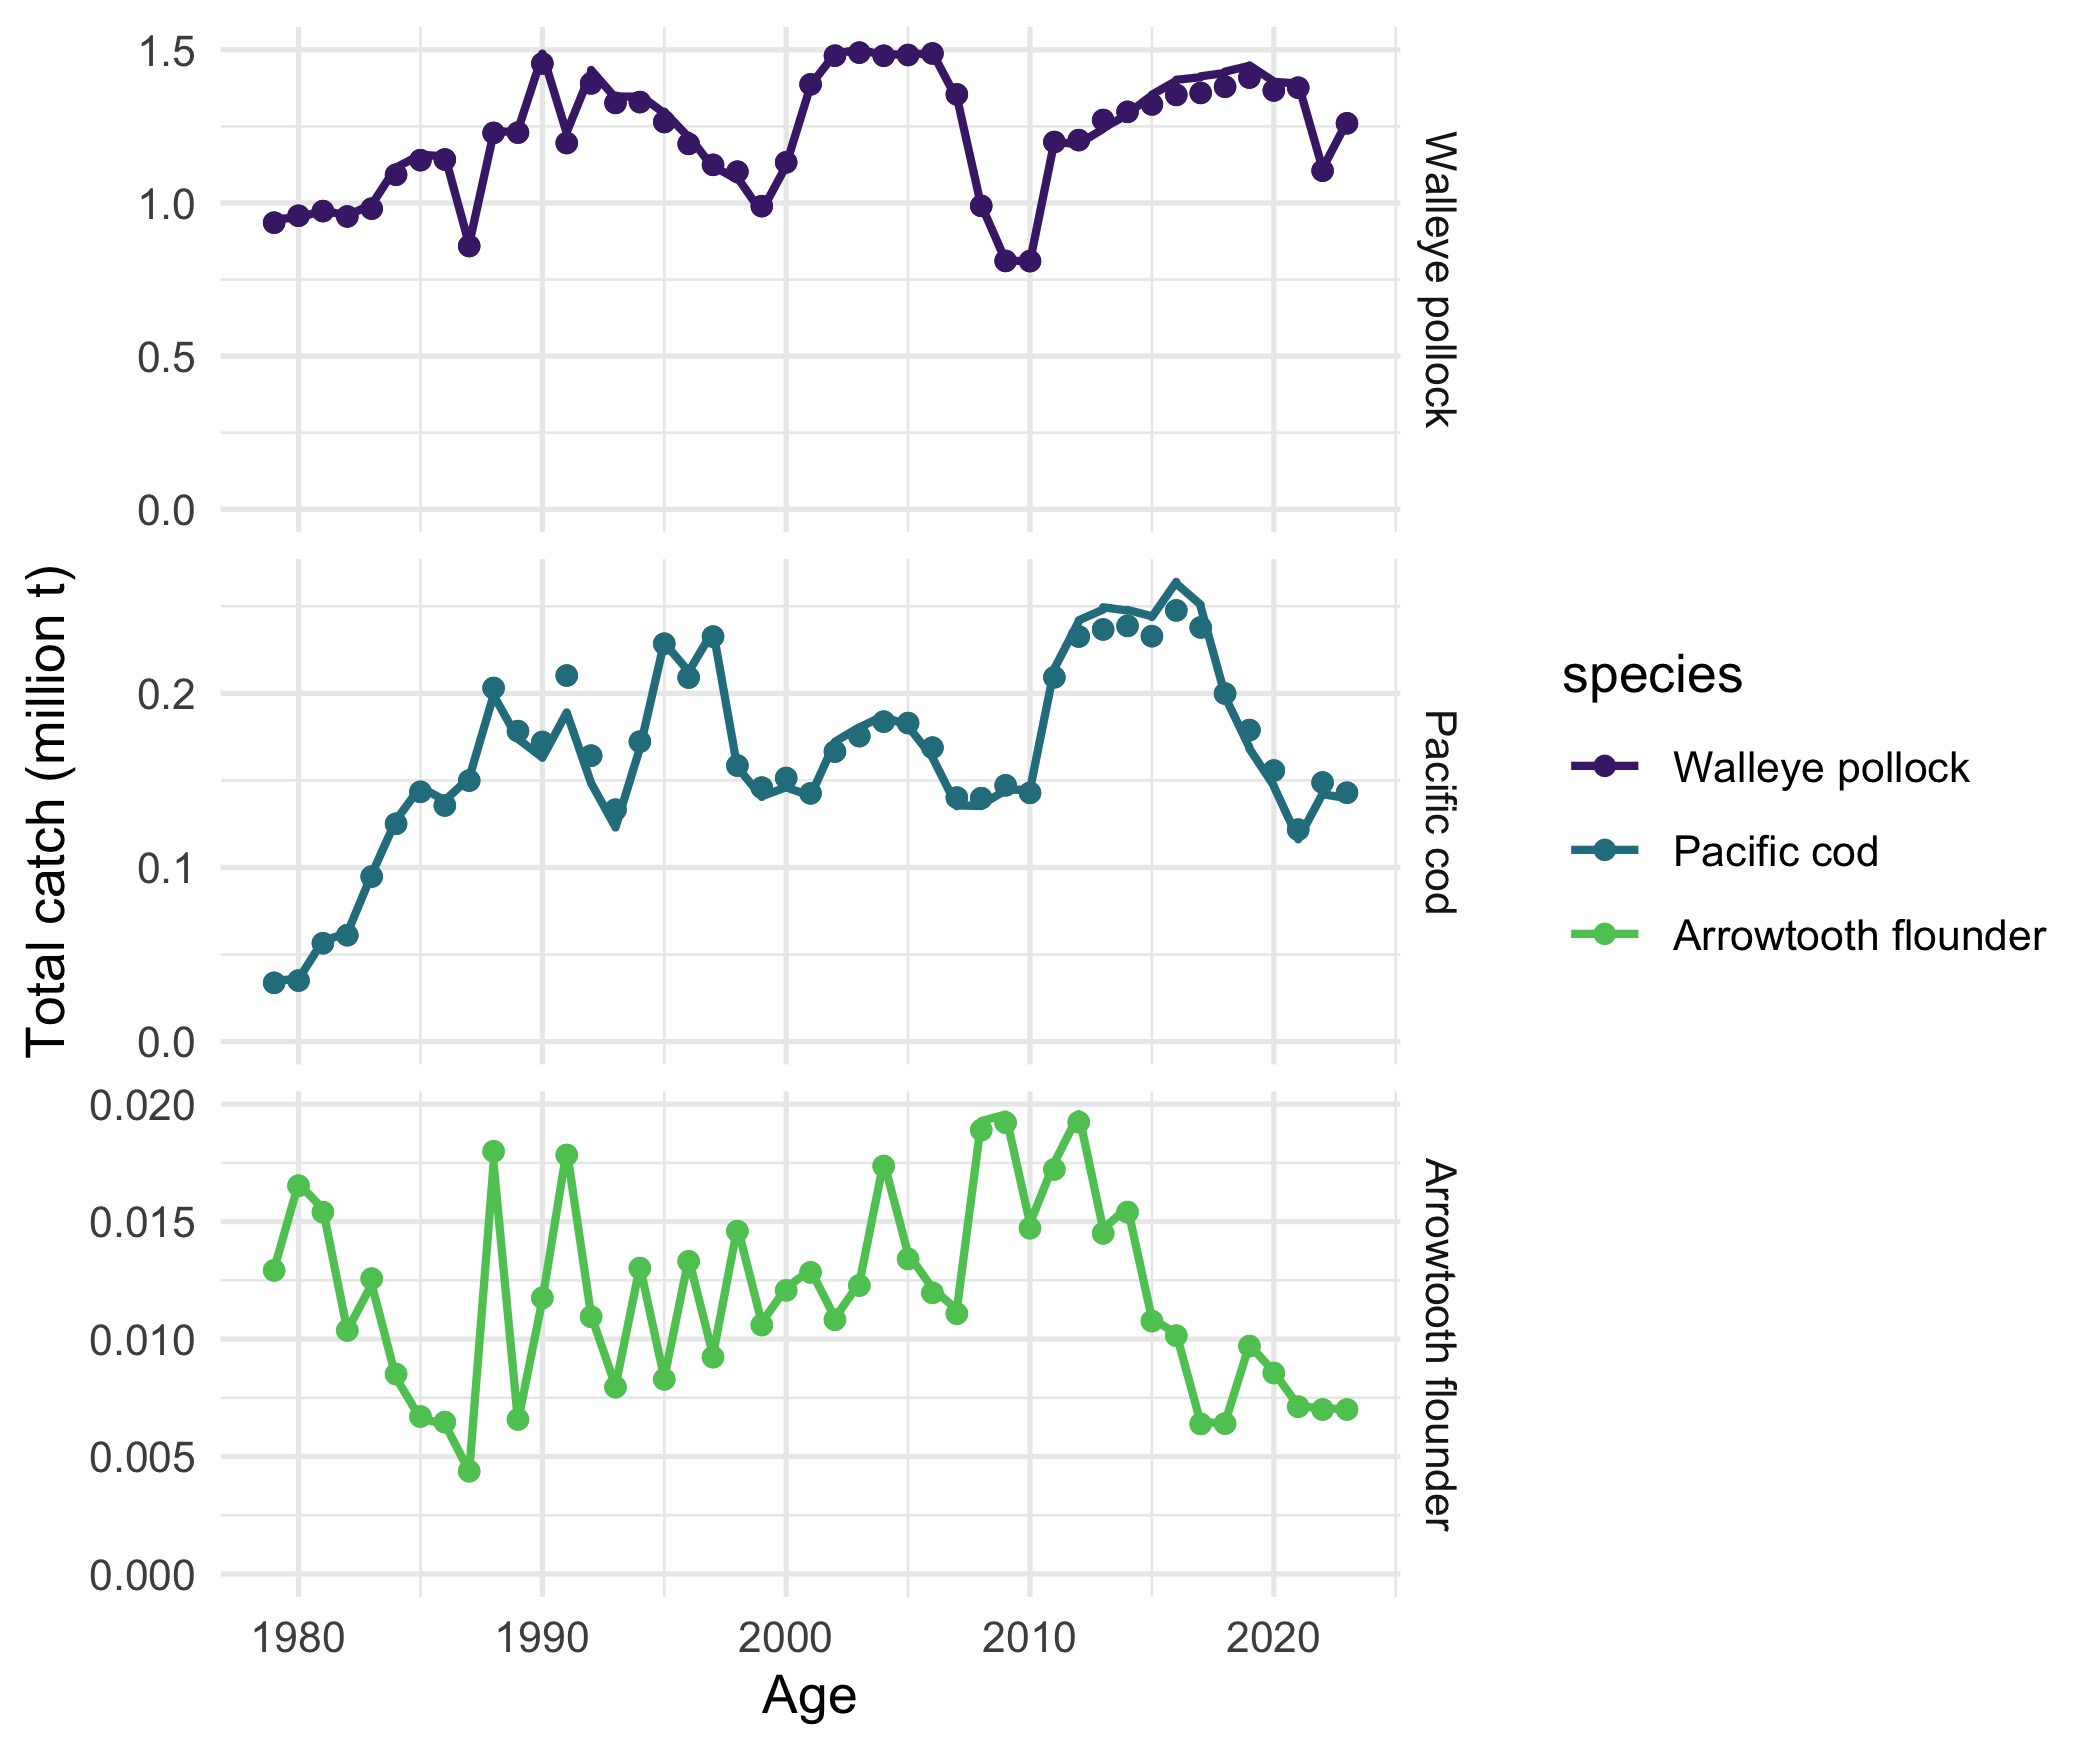 Total catch (million t)
1.5
1.0
0.5
0.0
Walleye pollock
0.2
0.1
0.0
Pacific cod
0.020
0.015
0.010
0.005
0.000
Arrowtooth flounder
1980 1990 2000 2010 2020
Age
species
Walleye pollock
Pacific cod
Arrowtooth flounder